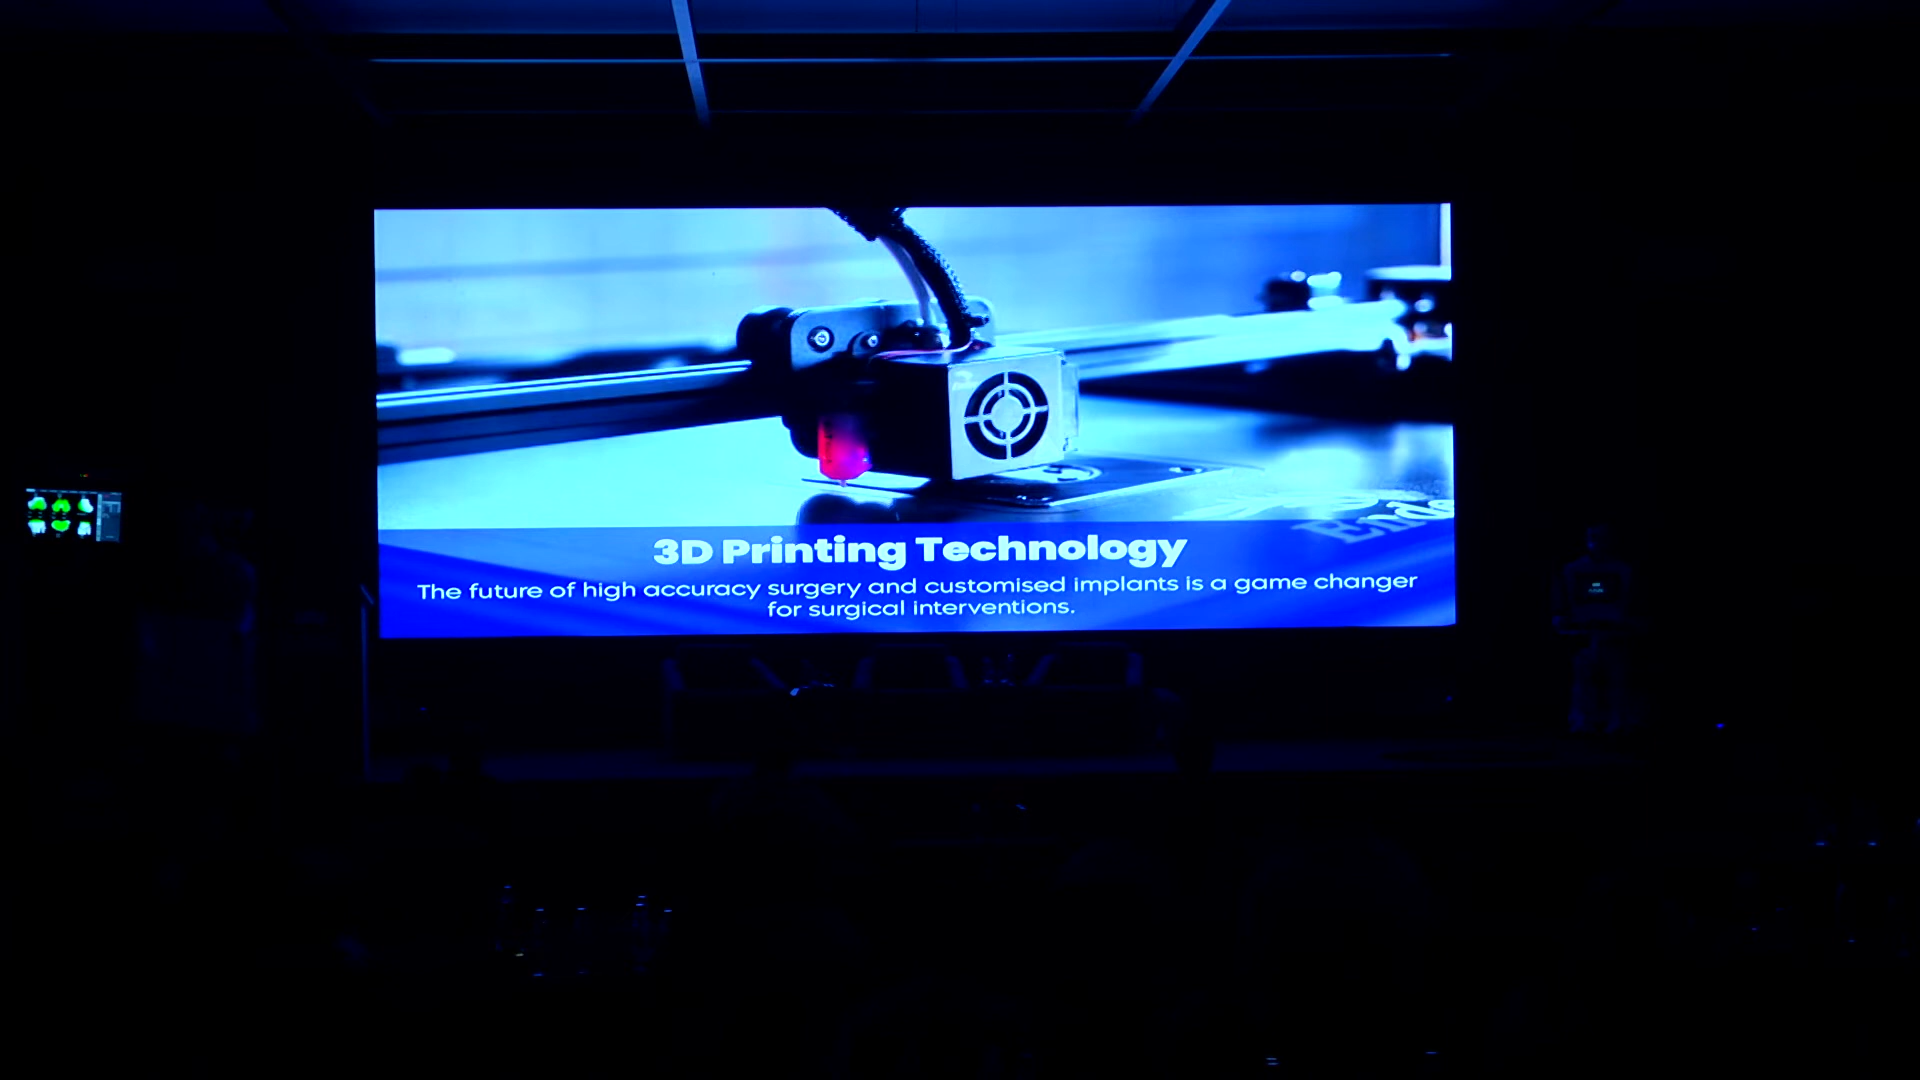 3D Printing Technology
The future of high accuracy surgery and customised implants is a game changer
for surgical interventions.